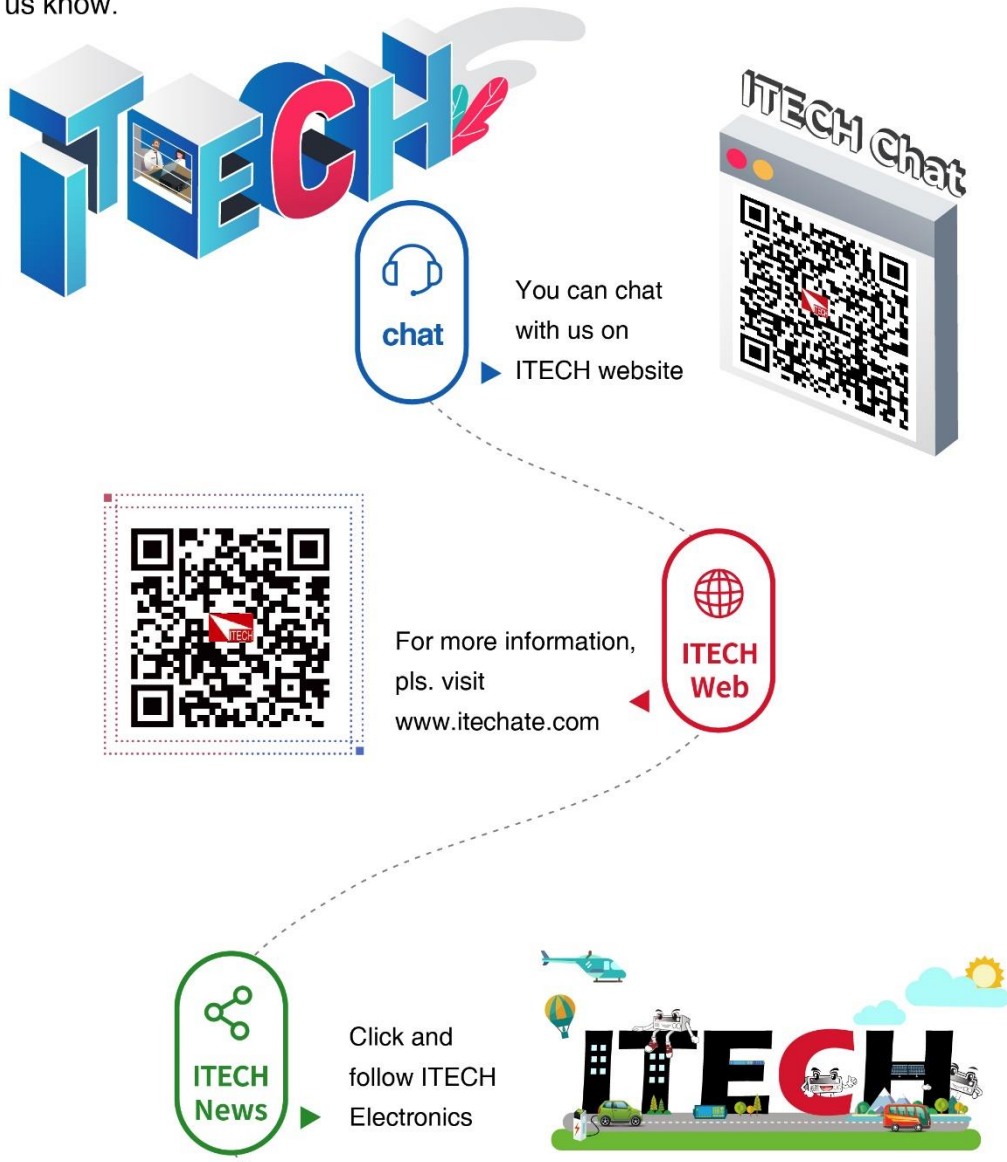 us know.
ITECH
ITECH Chat
chat
You can chat
with us on
ITECH website
ITECH
For more information,
pls. visit
www.itechate.com
ITECH
Web
ITECH
News
Click and
follow ITECH
Electronics
ITECH